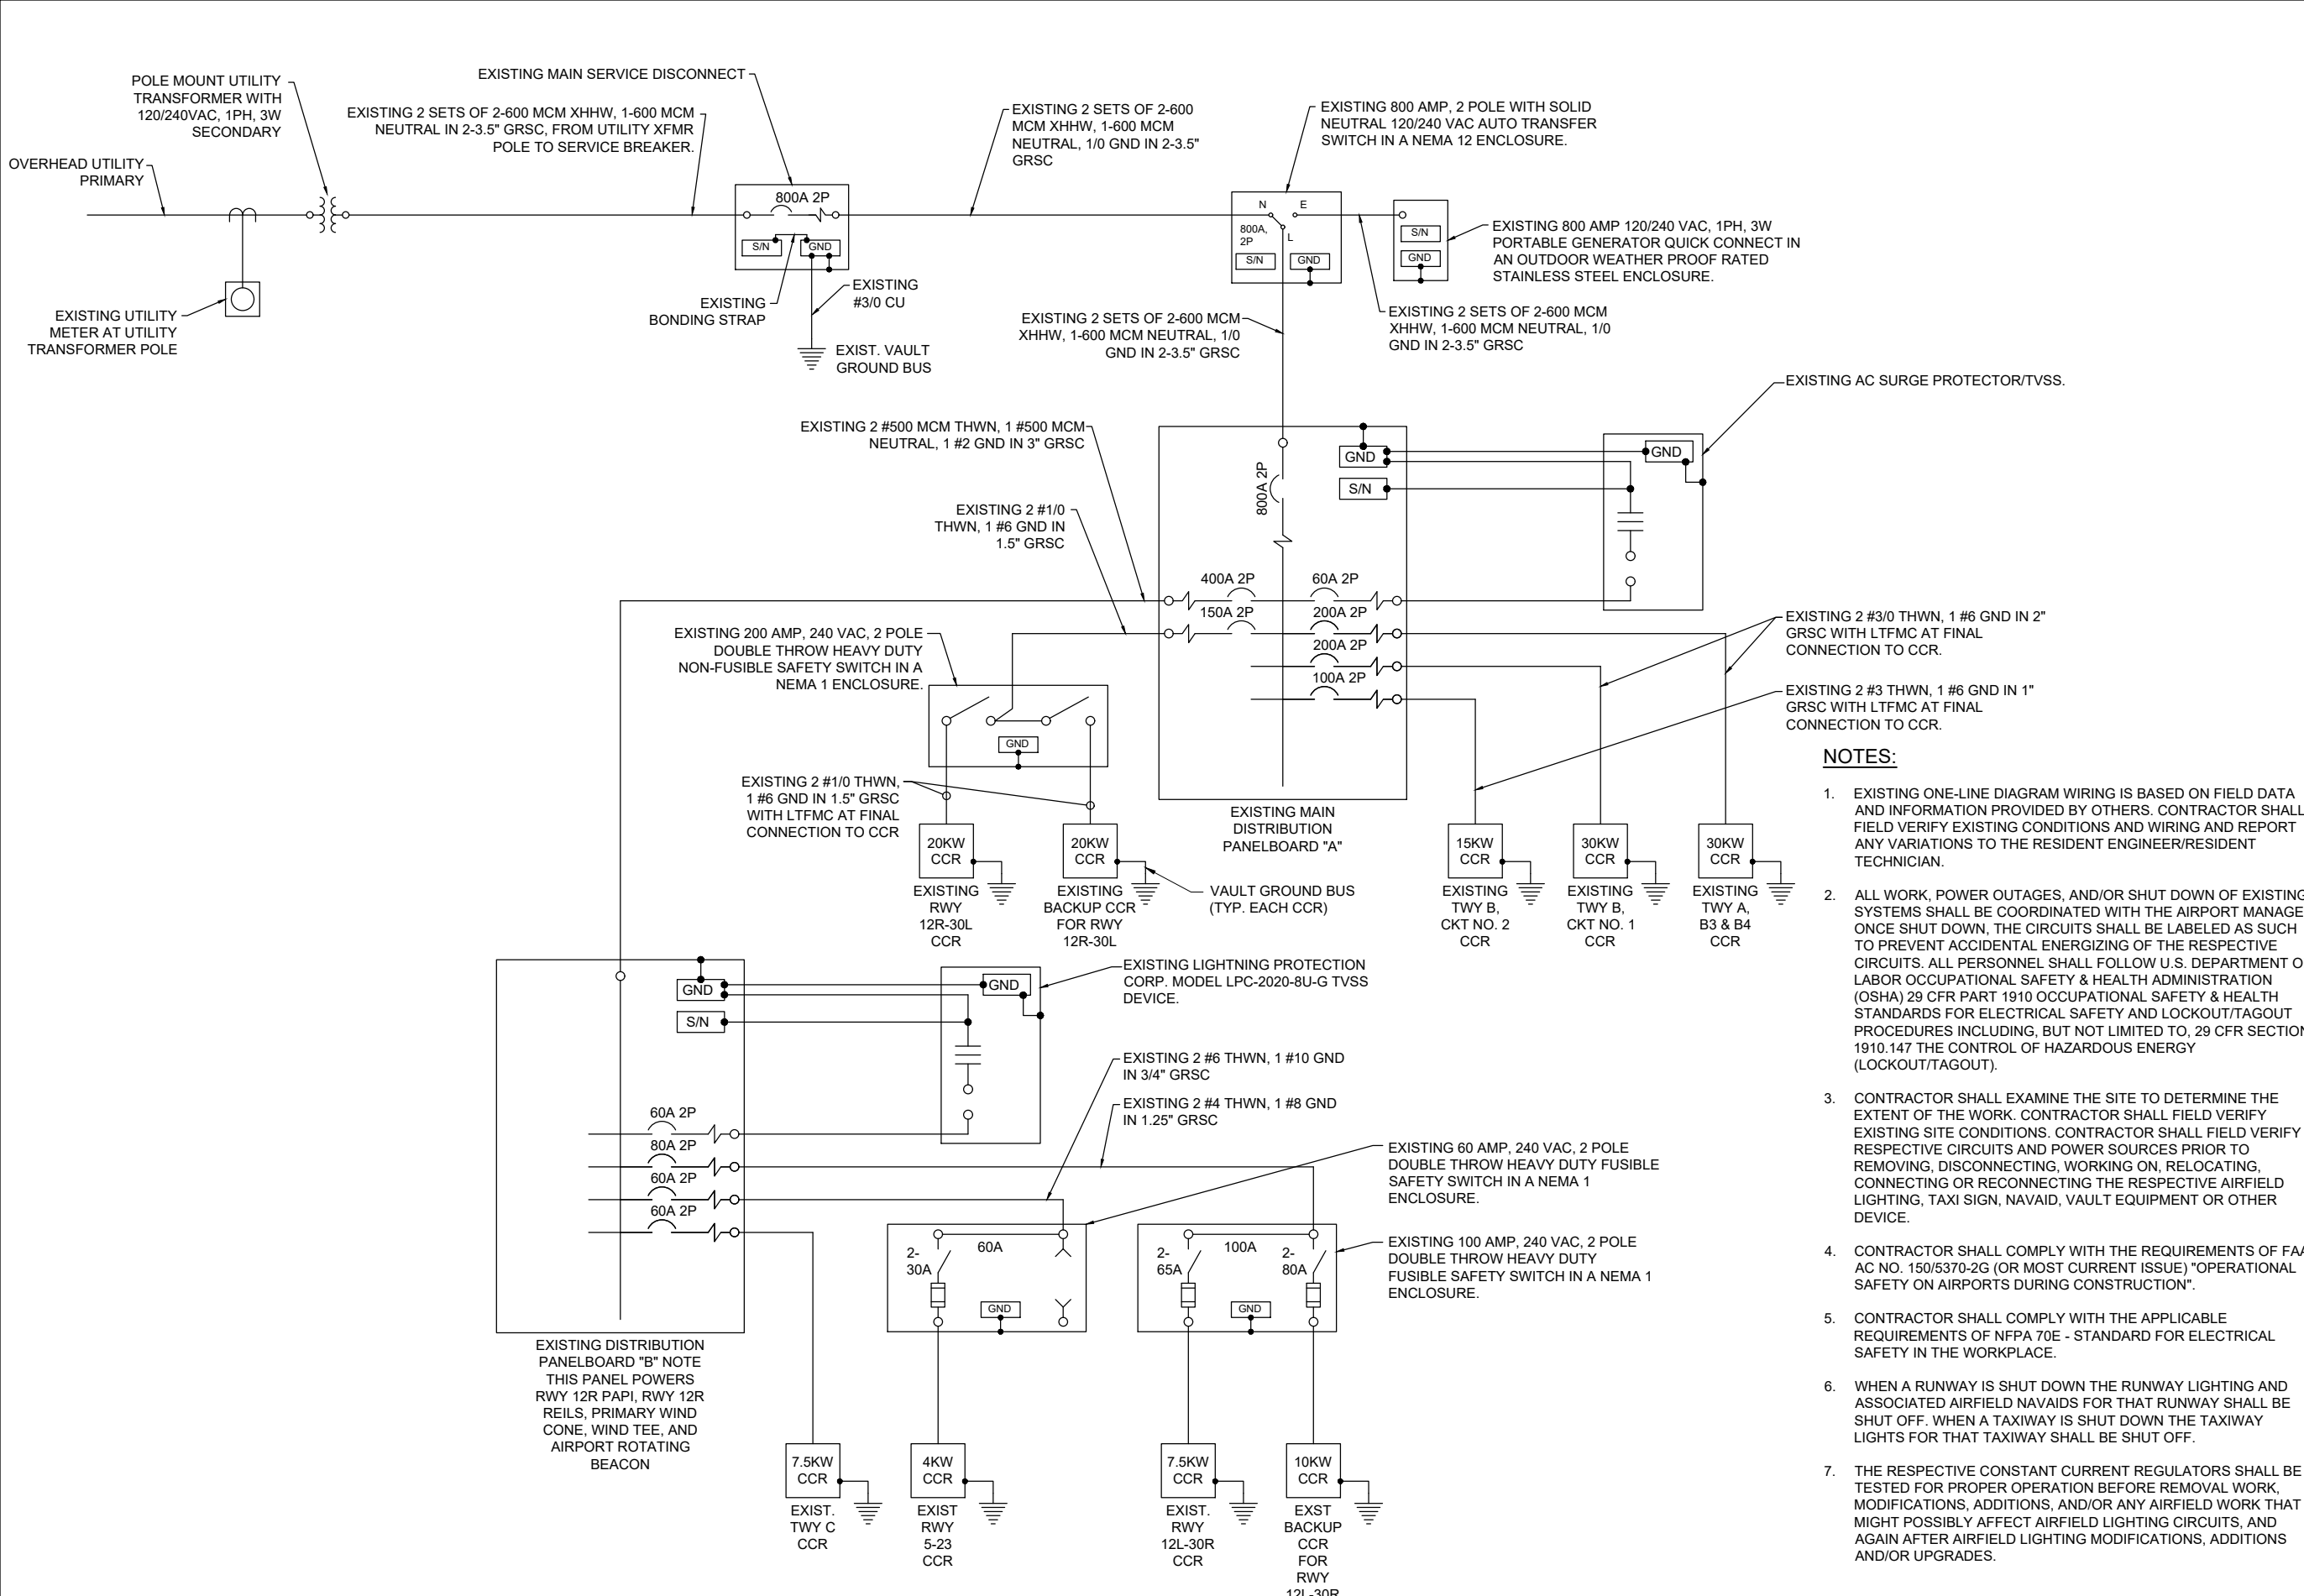 POLE MOUNT UTILITY
TRANSFORMER WITH
120/240VAC, 1PH, 3W
SECONDARY
OVERHEAD UTILITY
PRIMARY
EXISTING UTILITY
METER AT UTILITY
TRANSFORMER POLE
EXISTING MAIN SERVICE DISCONNECT
EXISTING 2 SETS OF 2-600 MCM XHHW, 1-600 MCM
NEUTRAL IN 2-3.5" GRSC, FROM UTILITY XFMR
POLE TO SERVICE BREAKER.
800A 2P
S/N
GND
EXISTING
BONDING STRAP
EXISTING
#3/0 CU
EXIST. VAULT
GROUND BUS
EXISTING 2 SETS OF 2-600
MCM XHHW, 1-600 MCM
NEUTRAL, 1/0 GND IN 2-3.5"
GRSC
EXISTING 800 AMP, 2 POLE WITH SOLID
NEUTRAL 120/240 VAC AUTO TRANSFER
SWITCH IN A NEMA 12 ENCLOSURE.
N
E
800A,
2P
L
S/N
GND
S/N
GND
EXISTING 800 AMP 120/240 VAC, 1PH, 3W
PORTABLE GENERATOR QUICK CONNECT IN
AN OUTDOOR WEATHER PROOF RATED
STAINLESS STEEL ENCLOSURE.
EXISTING 2 SETS OF 2-600 MCM
XHHW, 1-600 MCM NEUTRAL, 1/0
GND IN 2-3.5" GRSC
EXISTING 2 SETS OF 2-600 MCM
XHHW, 1-600 MCM NEUTRAL, 1/0
GND IN 2-3.5" GRSC
EXISTING AC SURGE PROTECTOR/TVSS.
EXISTING 2 #500 MCM THWN, 1 #500 MCM
NEUTRAL, 1 #2 GND IN 3" GRSC
EXISTING 2 #1/0
THWN, 1 #6 GND IN
1.5" GRSC
800A 2P
GND
S/N
GND
400A 2P
60A 2P
150A 2P
200A 2P
200A 2P
100A 2P
EXISTING 200 AMP, 240 VAC, 2 POLE
DOUBLE THROW HEAVY DUTY
NON-FUSIBLE SAFETY SWITCH IN A
NEMA 1 ENCLOSURE.
GND
EXISTING 2 #3/0 THWN, 1 #6 GND IN 2"
GRSC WITH LTFMC AT FINAL
CONNECTION TO CCR.
EXISTING 2 #3 THWN, 1 #6 GND IN 1"
GRSC WITH LTFMC AT FINAL
CONNECTION TO CCR.
EXISTING 2 #1/0 THWN,
1 #6 GND IN 1.5" GRSC
WITH LTFMC AT FINAL
CONNECTION TO CCR
EXISTING MAIN
DISTRIBUTION
PANELBOARD "A"
20KW
CCR
EXISTING
RWY
12R-30L
CCR
20KW
CCR
EXISTING
BACKUP CCR
FOR RWY
12R-30L
VAULT GROUND BUS
(TYP. EACH CCR)
15KW
CCR
EXISTING
TWY B,
CKT NO. 2
CCR
30KW
CCR
EXISTING
TWY B,
CKT NO. 1
CCR
30KW
CCR
EXISTING
TWY A,
B3 & B4
CCR
GND
S/N
GND
EXISTING LIGHTNING PROTECTION
CORP. MODEL LPC-2020-8U-G TVSS
DEVICE.
EXISTING 2 #6 THWN, 1 #10 GND
IN 3/4" GRSC
EXISTING 2 #4 THWN, 1 #8 GND
IN 1.25" GRSC
60A 2P
80A 2P
60A 2P
60A 2P
EXISTING 60 AMP, 240 VAC, 2 POLE
DOUBLE THROW HEAVY DUTY FUSIBLE
SAFETY SWITCH IN A NEMA 1
ENCLOSURE.
EXISTING 100 AMP, 240 VAC, 2 POLE
DOUBLE THROW HEAVY DUTY
FUSIBLE SAFETY SWITCH IN A NEMA 1
ENCLOSURE.
60A
2-
30A
GND
100A
2-
65A
2-
80A
GND
EXISTING DISTRIBUTION
PANELBOARD "B" NOTE
THIS PANEL POWERS
RWY 12R PAPI, RWY 12R
REILS, PRIMARY WIND
CONE, WIND TEE, AND
AIRPORT ROTATING
BEACON
7.5KW
CCR
EXIST.
TWY C
CCR
4KW
CCR
EXIST
RWY
5-23
CCR
7.5KW
CCR
EXIST.
RWY
12L-30R
CCR
10KW
CCR
EXST
BACKUP
CCR
FOR
RWY
12L-30R
NOTES:
1. EXISTING ONE-LINE DIAGRAM WIRING IS BASED ON FIELD DATA
AND INFORMATION PROVIDED BY OTHERS. CONTRACTOR SHALL
FIELD VERIFY EXISTING CONDITIONS AND WIRING AND REPORT
ANY VARIATIONS TO THE RESIDENT ENGINEER/RESIDENT
TECHNICIAN.
2. ALL WORK, POWER OUTAGES, AND/OR SHUT DOWN OF EXISTING
SYSTEMS SHALL BE COORDINATED WITH THE AIRPORT MANAGE
ONCE SHUT DOWN, THE CIRCUITS SHALL BE LABELED AS SUCH
TO PREVENT ACCIDENTAL ENERGIZING OF THE RESPECTIVE
CIRCUITS. ALL PERSONNEL SHALL FOLLOW U.S. DEPARTMENT O
LABOR OCCUPATIONAL SAFETY & HEALTH ADMINISTRATION
(OSHA) 29 CFR PART 1910 OCCUPATIONAL SAFETY & HEALTH
STANDARDS FOR ELECTRICAL SAFETY AND LOCKOUT/TAGOUT
PROCEDURES INCLUDING, BUT NOT LIMITED TO, 29 CFR SECTION
1910.147 THE CONTROL OF HAZARDOUS ENERGY
(LOCKOUT/TAGOUT).
3. CONTRACTOR SHALL EXAMINE THE SITE TO DETERMINE THE
EXTENT OF THE WORK. CONTRACTOR SHALL FIELD VERIFY
EXISTING SITE CONDITIONS. CONTRACTOR SHALL FIELD VERIFY
RESPECTIVE CIRCUITS AND POWER SOURCES PRIOR TO
REMOVING, DISCONNECTING, WORKING ON, RELOCATING,
CONNECTING OR RECONNECTING THE RESPECTIVE AIRFIELD
LIGHTING, TAXI SIGN, NAVAID, VAULT EQUIPMENT OR OTHER
DEVICE.
4. CONTRACTOR SHALL COMPLY WITH THE REQUIREMENTS OF FAA
AC NO. 150/5370-2G (OR MOST CURRENT ISSUE) "OPERATIONAL
SAFETY ON AIRPORTS DURING CONSTRUCTION".
5. CONTRACTOR SHALL COMPLY WITH THE APPLICABLE
REQUIREMENTS OF NFPA 70E - STANDARD FOR ELECTRICAL
SAFETY IN THE WORKPLACE.
6. WHEN A RUNWAY IS SHUT DOWN THE RUNWAY LIGHTING AND
ASSOCIATED AIRFIELD NAVAIDS FOR THAT RUNWAY SHALL BE
SHUT OFF. WHEN A TAXIWAY IS SHUT DOWN THE TAXIWAY
LIGHTS FOR THAT TAXIWAY SHALL BE SHUT OFF.
7. THE RESPECTIVE CONSTANT CURRENT REGULATORS SHALL BE
TESTED FOR PROPER OPERATION BEFORE REMOVAL WORK,
MODIFICATIONS, ADDITIONS, AND/OR ANY AIRFIELD WORK THAT
MIGHT POSSIBLY AFFECT AIRFIELD LIGHTING CIRCUITS, AND
AGAIN AFTER AIRFIELD LIGHTING MODIFICATIONS, ADDITIONS
AND/OR UPGRADES.